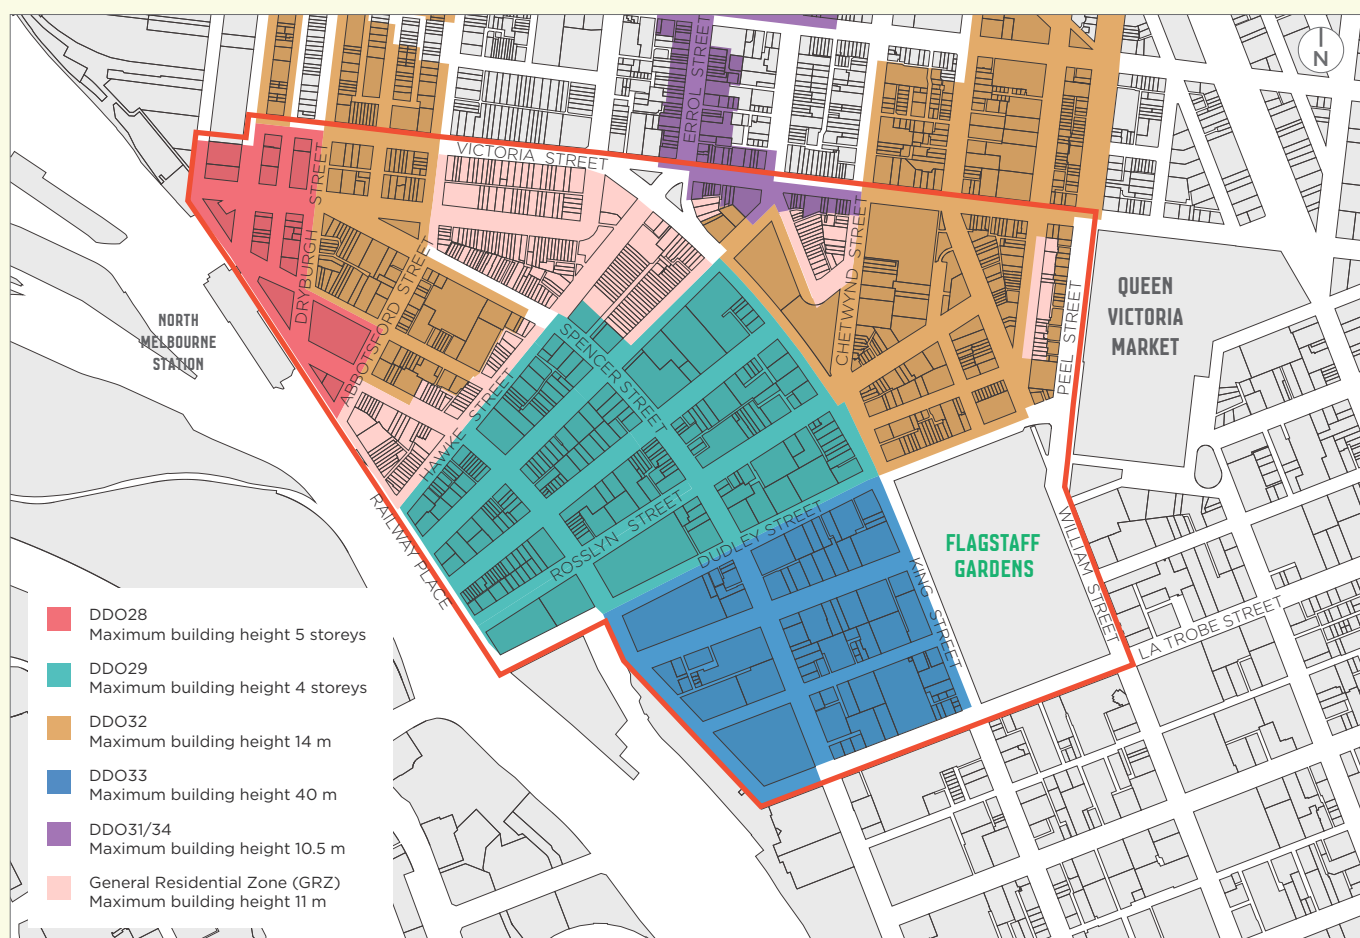 N
ERROL STREET
VICTORIA STREET
DRYBURGH STREET
ABBOTSFORD STREET
CHETWYND STREET
PEEL STREET
QUEEN
VICTORIA
MARKET
NORTH
MELBOURNE
STATION
SPENCER STREET
HAWKE STREET
RAILWAY PLACE
ROSSLYN STREET
DUDLEY STREET
KING STREET
FLAGSTAFF
GARDENS
WILLIAM STREET
LA TROBE STREET
DDO28
Maximum building height 5 storeys
DDO29
Maximum building height 4 storeys
DDO32
Maximum building height 14 m
DDO33
Maximum building height 40 m
DDO31/34
Maximum building height 10.5 m
General Residential Zone (GRZ)
Maximum building height 11 m